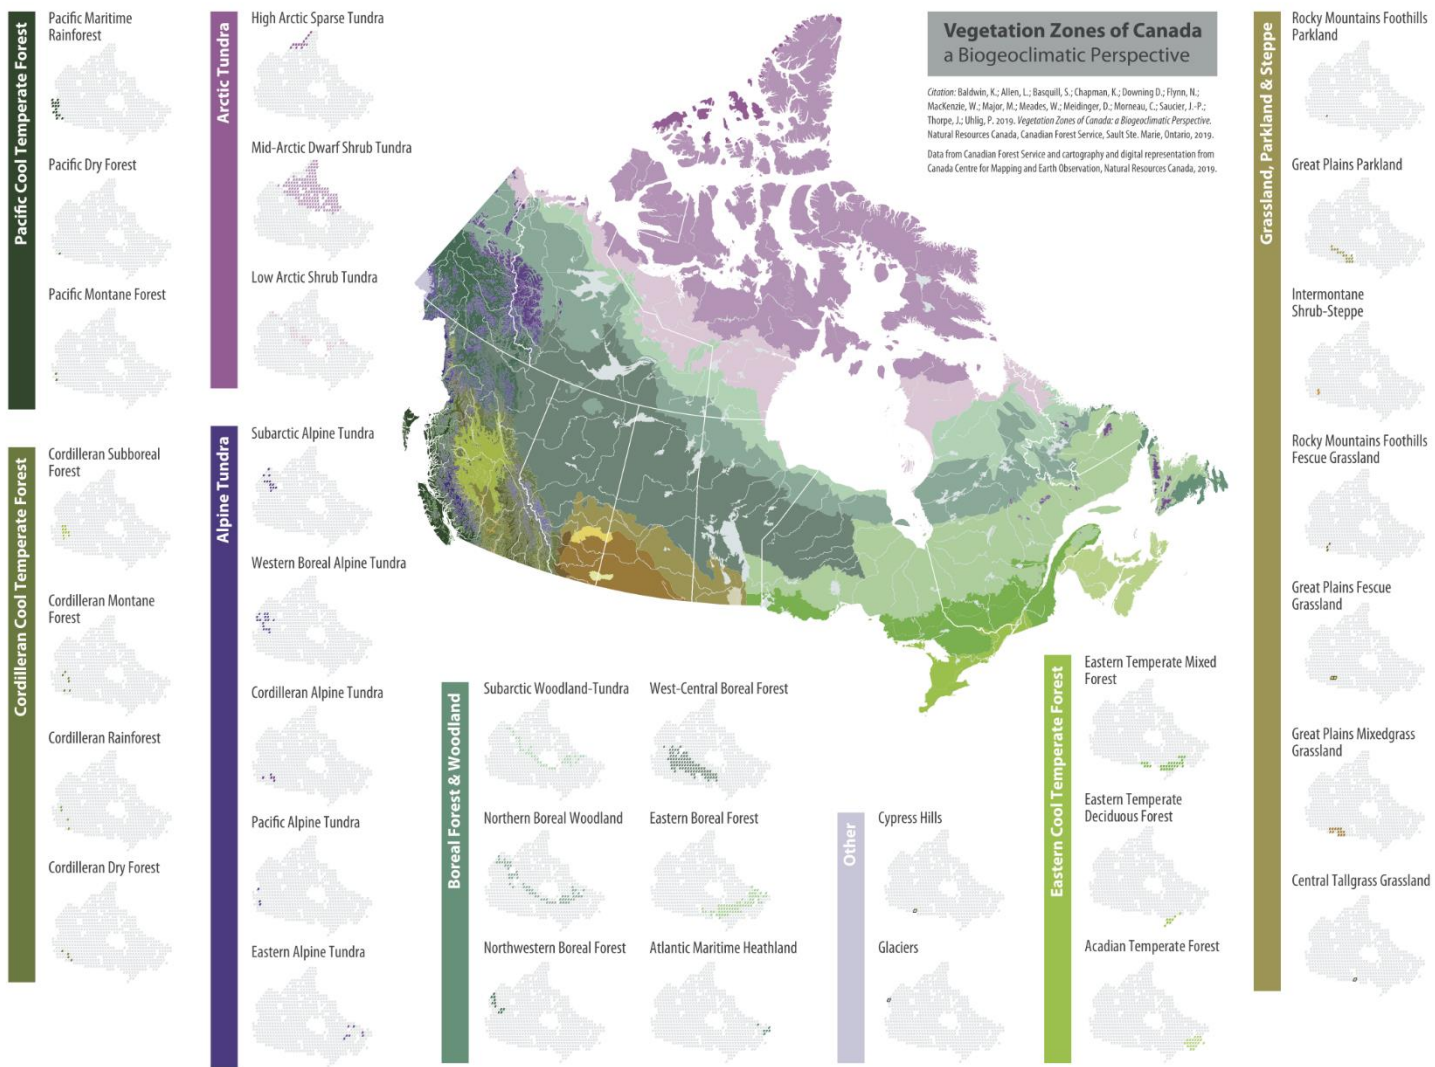 Vegetation Zones of Canada
a Biogeoclimatic Perspective
Citation: Baldwin, K.; Allen, L.; Basquill, S.; Chapman, K.; Downing D.; Flynn, N.;
MacKenzie, W.; Major, M.; Meades, W.; Meidinger, D.; Morneau, C.; Saucier, J.-P.;
Thorpe, J.; Uhlig, P. 2019. Vegetation Zones of Canada: a Biogeoclimatic Perspective.
Natural Resources Canada, Canadian Forest Service, Sault Ste. Marie, Ontario, 2019.
Data from Canadian Forest Service and cartography and digital representation from
Canada Centre for Mapping and Earth Observation, Natural Resources Canada, 2019.
Pacific Cool Temperate Forest
Pacific Maritime
Rainforest
Pacific Dry Forest
Pacific Montane Forest
Cordilleran Cool Temperate Forest
Cordilleran Subboreal
Forest
Cordilleran Montane
Forest
Cordilleran Rainforest
Cordilleran Dry Forest
Arctic Tundra
High Arctic Sparse Tundra
Mid-Arctic Dwarf Shrub Tundra
Low Arctic Shrub Tundra
Alpine Tundra
Subarctic Alpine Tundra
Western Boreal Alpine Tundra
Cordilleran Alpine Tundra
Pacific Alpine Tundra
Eastern Alpine Tundra
Boreal Forest & Woodland
Subarctic Woodland-Tundra
Northern Boreal Woodland
Northwestern Boreal Forest
West-Central Boreal Forest
Eastern Boreal Forest
Atlantic Maritime Heathland
Other
Cypress Hills
Glaciers
Eastern Cool Temperate Forest
Eastern Temperate Mixed
Forest
Eastern Temperate
Deciduous Forest
Acadian Temperate Forest
Grassland, Parkland & Steppe
Rocky Mountains Foothills
Parkland
Great Plains Parkland
Intermontane
Shrub-Steppe
Rocky Mountains Foothills
Fescue Grassland
Great Plains Fescue
Grassland
Great Plains Mixedgrass
Grassland
Central Tallgrass Grassland